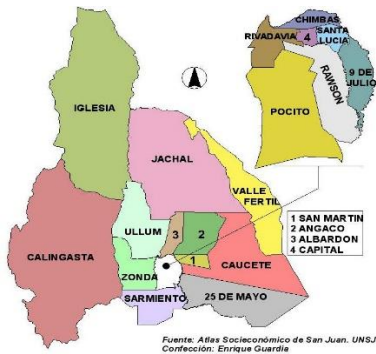 CHIMBAS
RIVADAVIA
4
SANTA
LUCIA
9 DE
JULIO
RAWSON
POCITO
IGLESIA
JACHAL
VALLE
FERTIL
1 SAN MARTIN
2 ANGACO
3 ALBARDON
4 CAPITAL
ULLUM
3
2
1
CALINGASTA
ZONDA
CAUCETE
SARMIENTO
25 DE MAYO
Fuente: Atlas Socieconómico de San Juan. UNSJ
Confección: Enrique Guardia